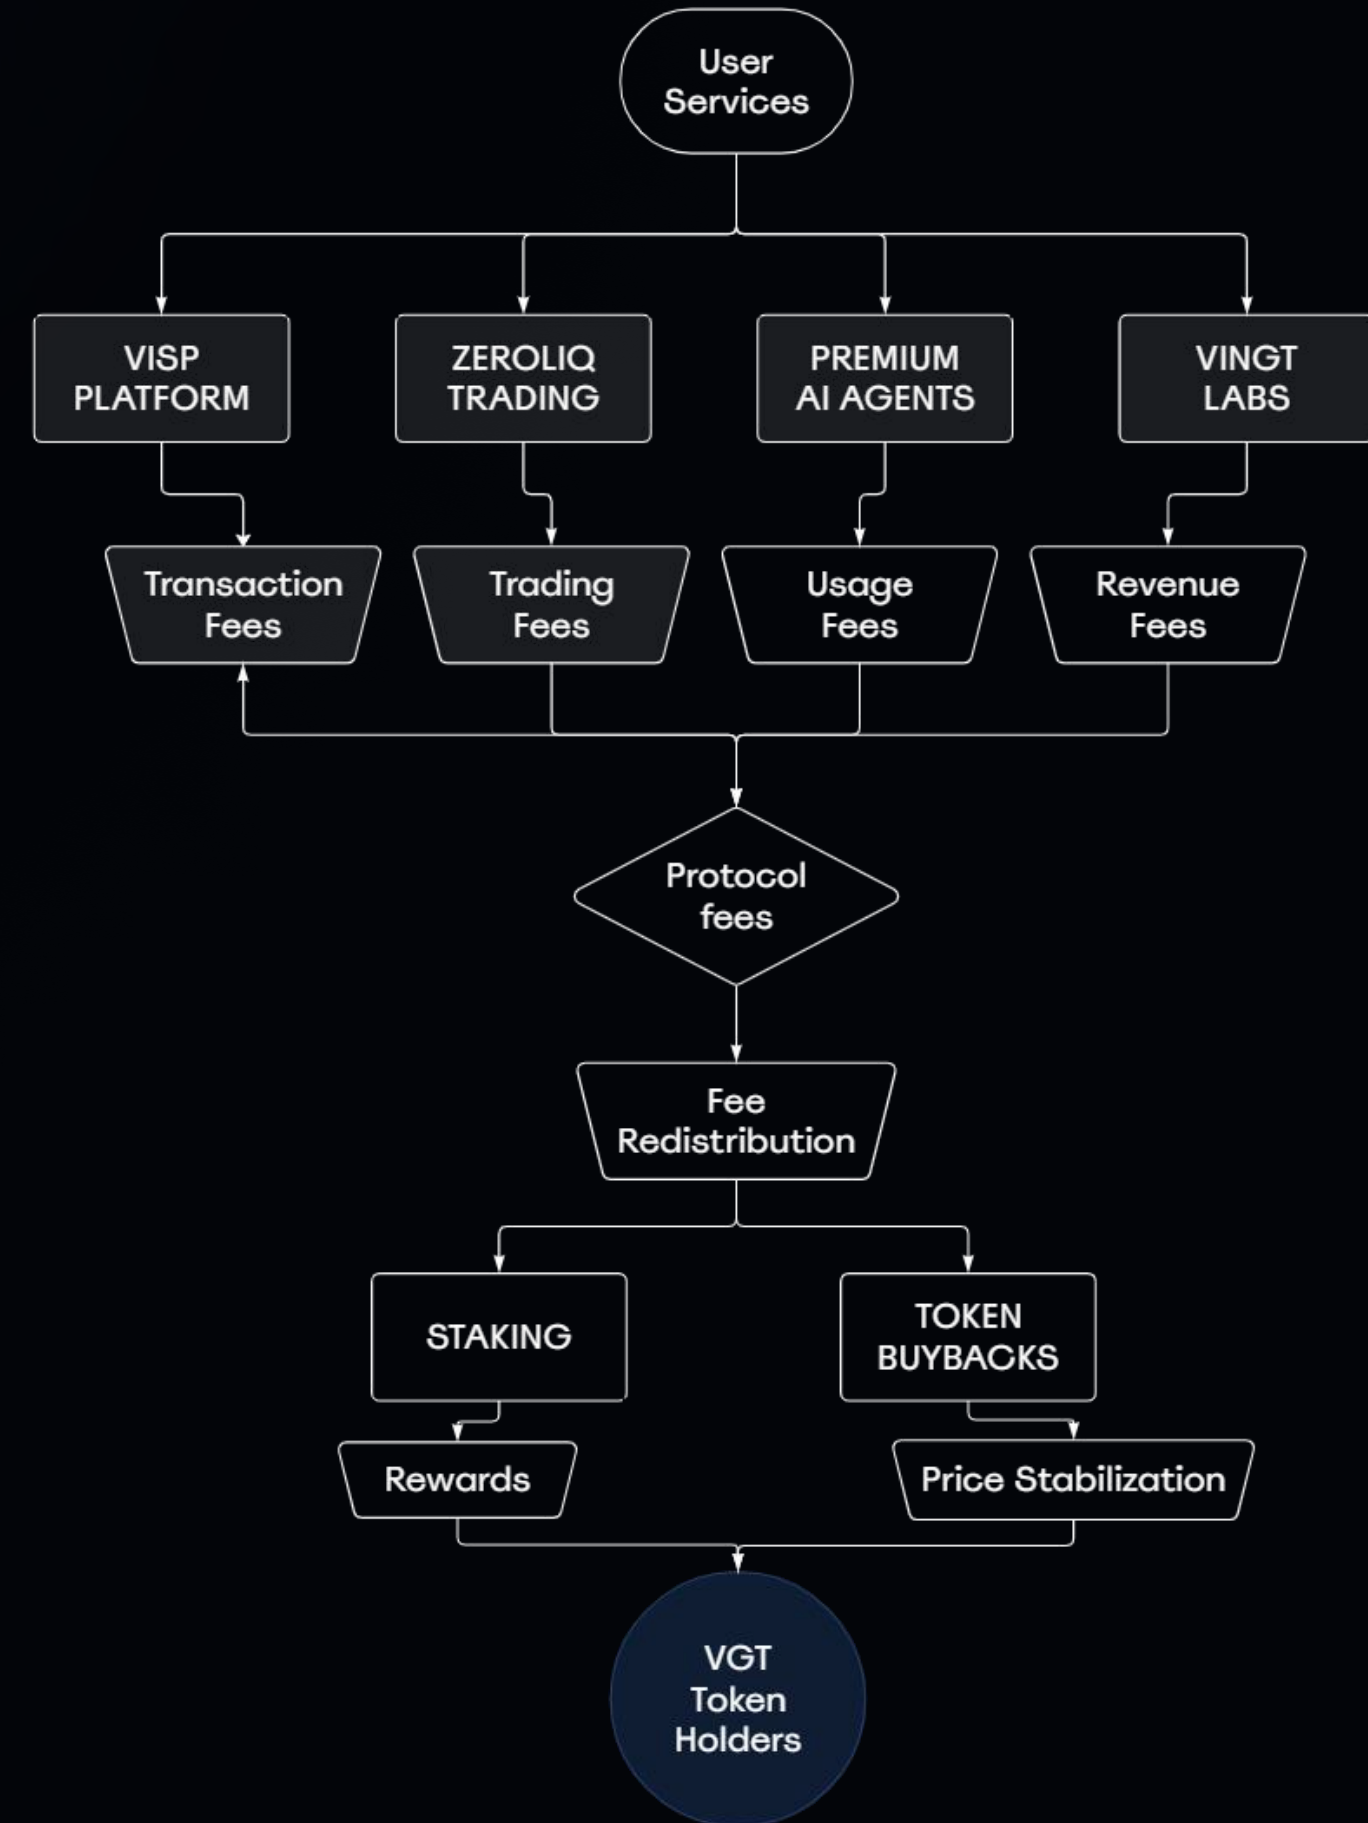 User
Services
VISP
PLATFORM
ZEROLIQ
TRADING
PREMIUM
AI AGENTS
VINGT
LABS
Transaction
Fees
Trading
Fees
Usage
Fees
Revenue
Fees
Protocol
fees
Fee
Redistribution
STAKING
TOKEN
BUYBACKS
Rewards
Price Stabilization
VGT
Token
Holders